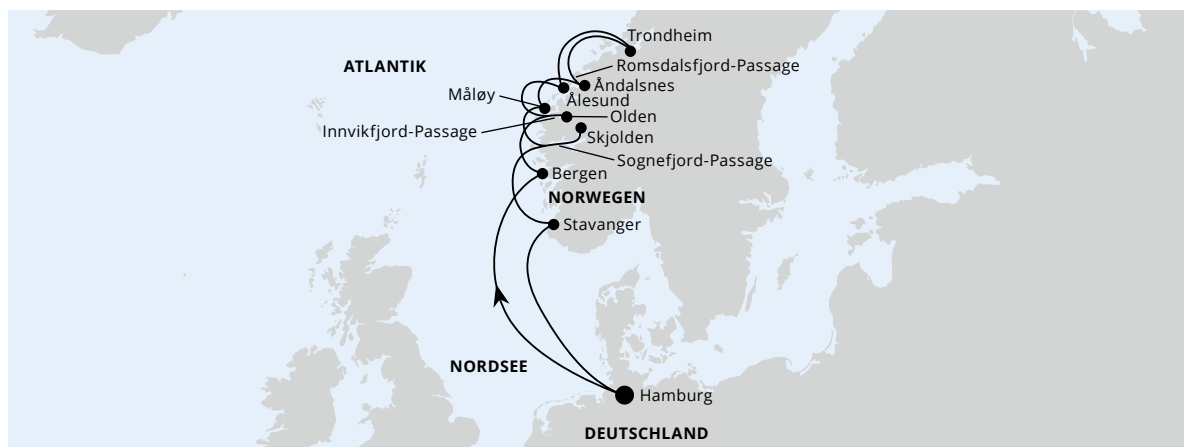 Trondheim
ATLANTIK
Romsdalsfjord-Passage
Åndalsnes
Måløy
Ålesund
Olden
Innvikfjord-Passage
Skjolden
Sognefjord-Passage
Bergen
NORWEGEN
Stavanger
NORDSEE
Hamburg
DEUTSCHLAND